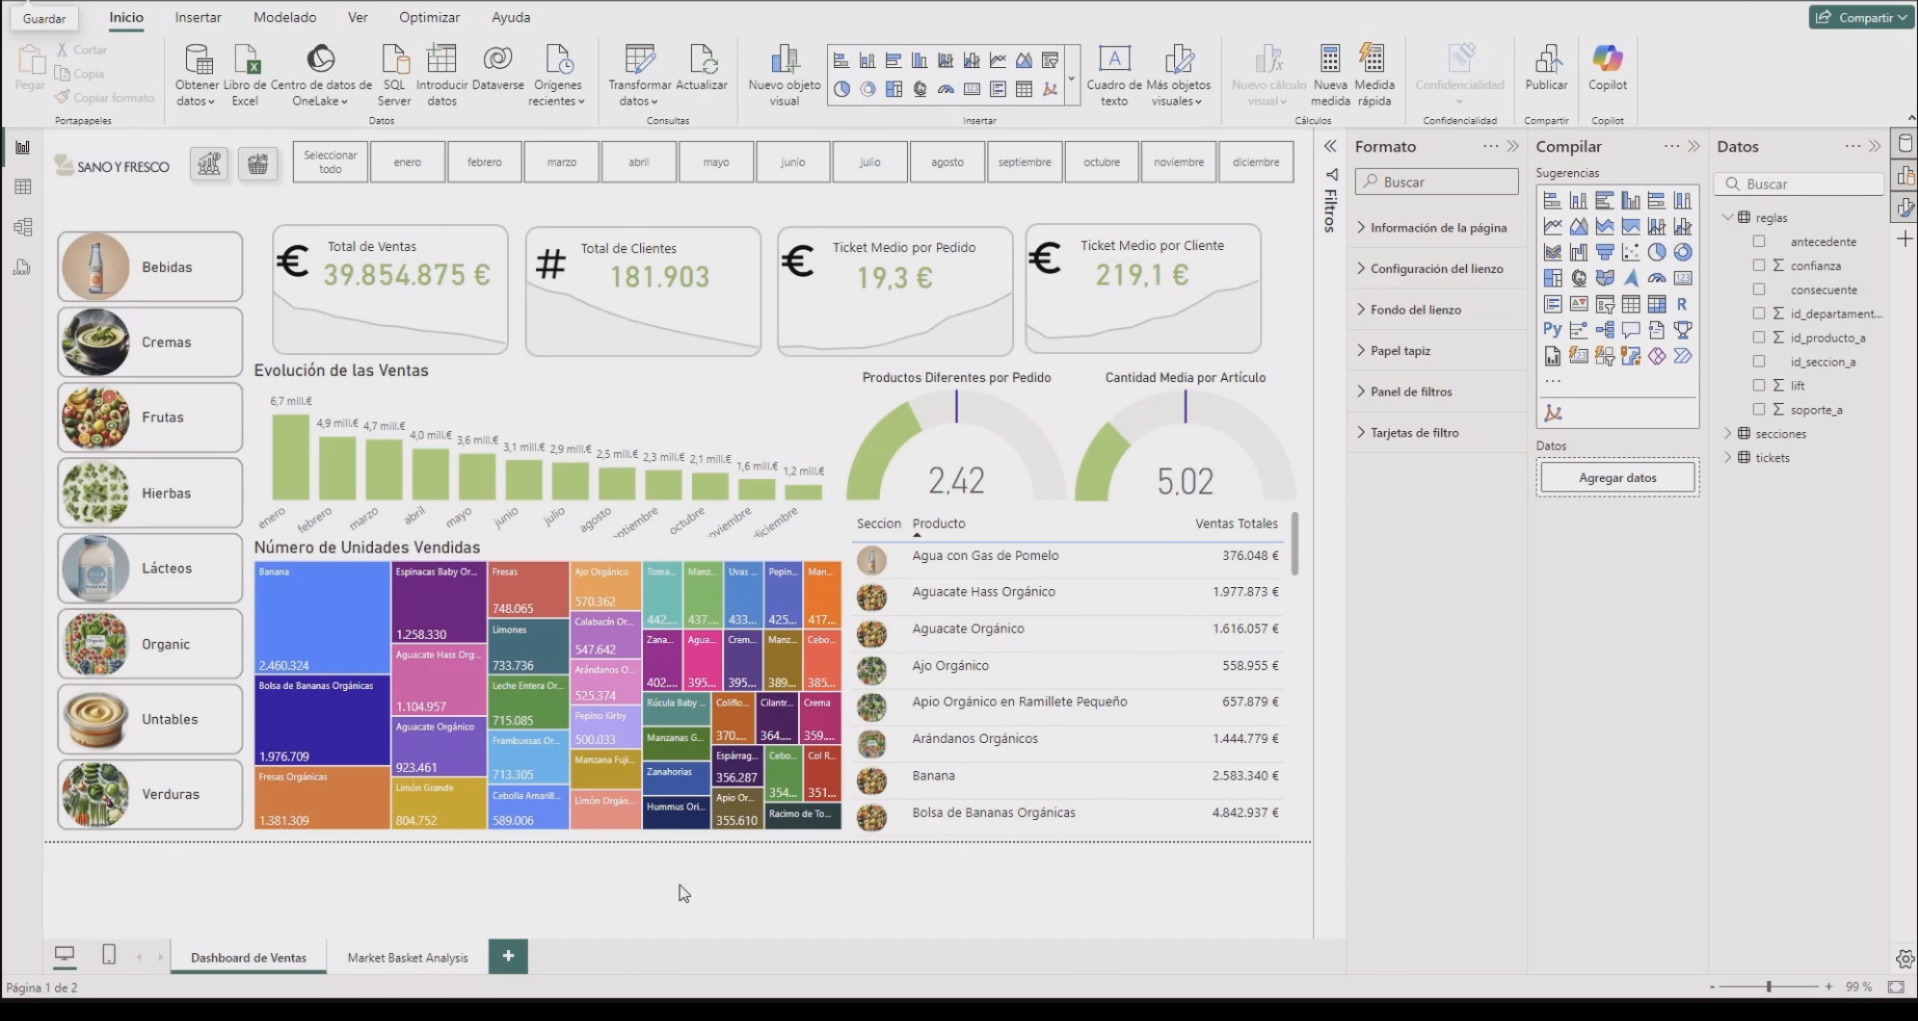 Guardar
Inicio
Insertar
Modelado
Ver
Optimizar
Ayuda
Compartir
Pegar
Cortar
Copia
Copiar formato
Portapapeles
Obtener datos
Libro de Excel
Centro de datos de OneLake
SQL Server
Introducir datos
Dataverse
Orígenes recientes
Datos
Transformar datos
Actualizar
Consultas
Nuevo objeto visual
Cuadro de texto
Más objetos visuales
Insertar
Nuevo cálculo visual
Nueva medida
Medida rápida
Cálculos
Confidencialidad
Confidencialidad
Publicar
Compartir
Copilot
Copilot
SANO Y FRESCO
Seleccionar todo
enero
febrero
marzo
abril
mayo
junio
julio
agosto
septiembre
octubre
noviembre
diciembre
Bebidas
Cremas
Frutas
Hierbas
Lácteos
Organic
Untables
Verduras
€ Total de Ventas
39.854.875 €
# Total de Clientes
181.903
€ Ticket Medio por Pedido
19,3 €
€ Ticket Medio por Cliente
219,1 €
Evolución de las Ventas
6,7 mill.€
4,9 mill.€
4,7 mill.€
4,0 mill.€
3,6 mill.€
3,1 mill.€
2,9 mill.€
2,5 mill.€
2,3 mill.€
2,1 mill.€
1,6 mill.€
1,2 mill.€
enero
febrero
marzo
abril
mayo
junio
julio
agosto
octubre
diciembre
Productos Diferentes por Pedido
2,42
Cantidad Media por Artículo
5,02
Número de Unidades Vendidas
Banana
2.460.324
Bolsa de Bananas Orgánicas
1.976.709
Fresas Orgánicas
1.381.309
Espinacas Baby Or...
1.258.330
Aguacate Hass Org...
1.104.957
Aguacate Orgánico
923.461
Limón Grande
804.752
Fresas
748.065
Limones
733.736
Leche Entera Or...
715.085
Frambuesas Or...
713.305
Cebolla Amarill...
589.006
Ajo Orgánico
570.362
Calabacín Or...
547.642
Arándanos O...
525.374
Pepino Kirby
500.033
Manzana Fuji...
Limón Orgán...
Toma...
442....
Manz...
437....
Uvas ...
433....
Pepin...
425....
Man...
417....
Zana...
402....
Agua...
395....
Crem...
395....
Manz...
389....
Cebo...
385....
Rúcula Baby ...
Manzanas G...
Zanahorias
Hummus Ori...
Coliflo...
370....
Cilantr...
364....
Crema
359....
Espárrag...
356.287
Apio Or...
355.610
Cebo...
354....
Col R...
351....
Racimo de To...
Seccion Producto Ventas Totales
Agua con Gas de Pomelo 376.048 €
Aguacate Hass Orgánico 1.977.873 €
Aguacate Orgánico 1.616.057 €
Ajo Orgánico 558.955 €
Apio Orgánico en Ramillete Pequeño 657.879 €
Arándanos Orgánicos 1.444.779 €
Banana 2.583.340 €
Bolsa de Bananas Orgánicas 4.842.937 €
Filtros
Formato
Buscar
Información de la página
Configuración del lienzo
Fondo del lienzo
Papel tapiz
Panel de filtros
Tarjetas de filtro
Compilar
Sugerencias
R
Py
Datos
Agregar datos
Datos
Buscar
reglas
antecedente
confianza
consecuente
id_departament...
id_producto_a
id_seccion_a
lift
soporte_a
secciones
tickets
Dashboard de Ventas
Market Basket Analysis
+
Página 1 de 2
- + 99 %